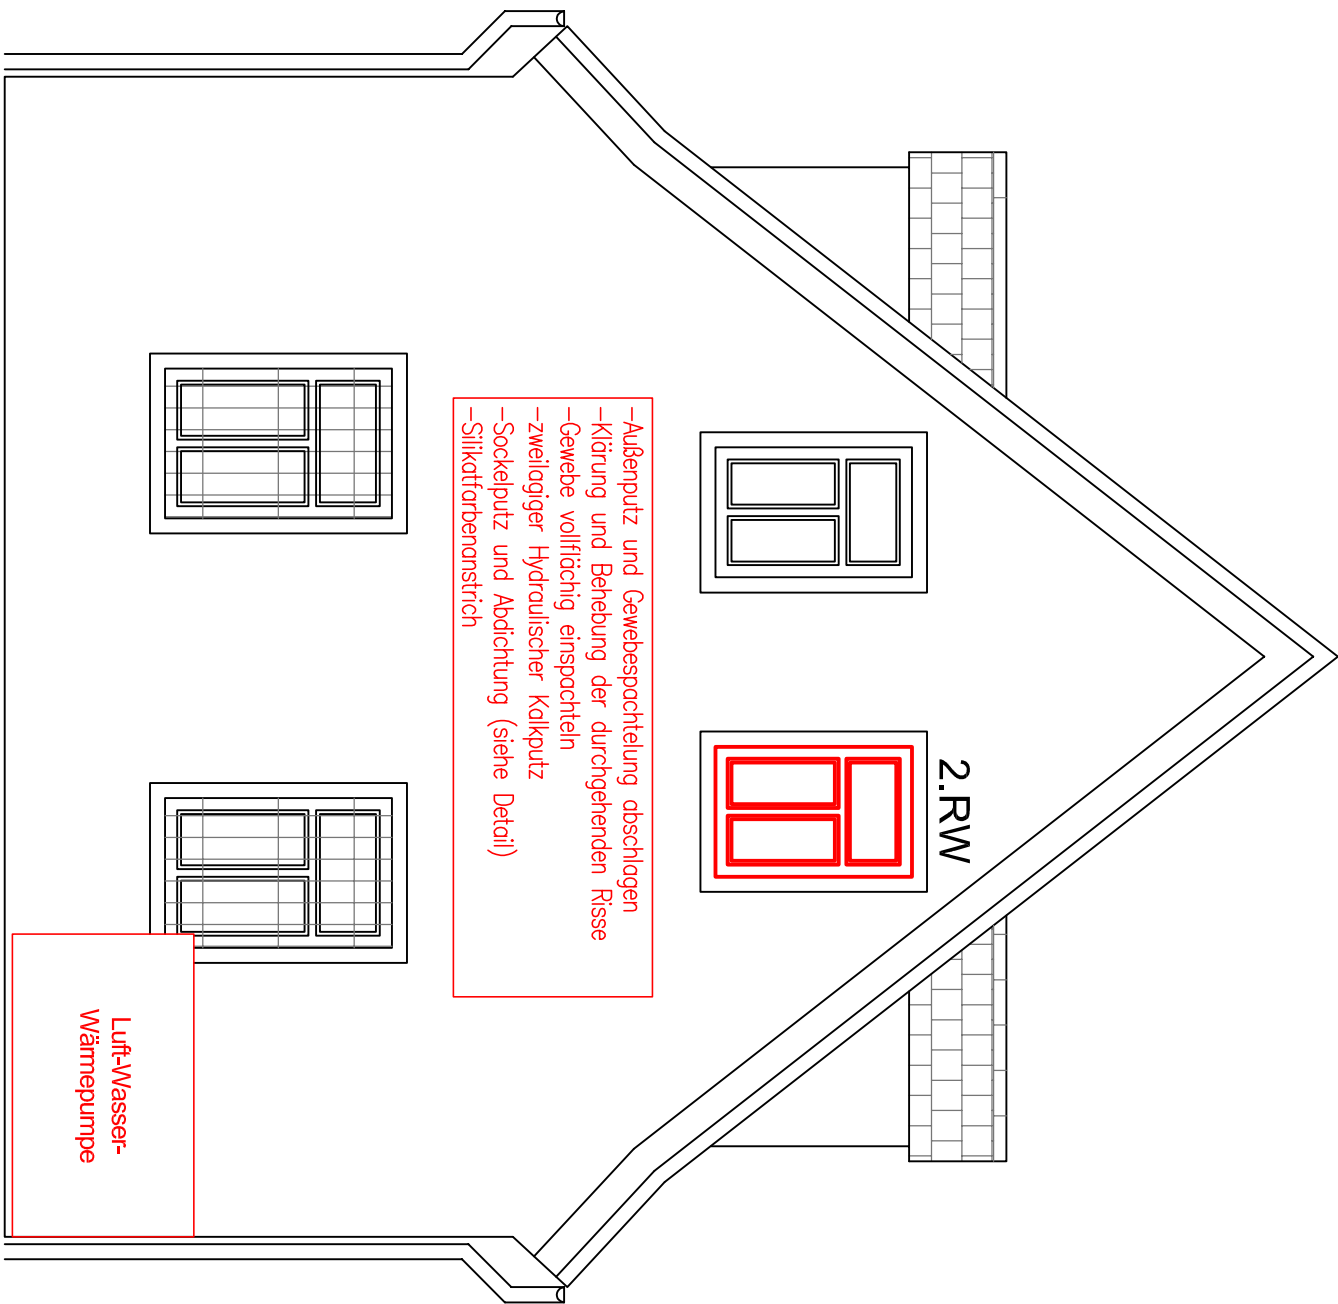 2.RW
-Außenputz und Gewebespachtelung abschlagen
-Klärung und Behebung der durchgehenden Risse
-Gewebe vollflächig einspachteln
-zweilagiger Hydraulischer Kalkputz
-Sockelputz und Abdichtung (siehe Detail)
-Silikatfarbenanstrich
Luft-Wasser-
Wärmepumpe